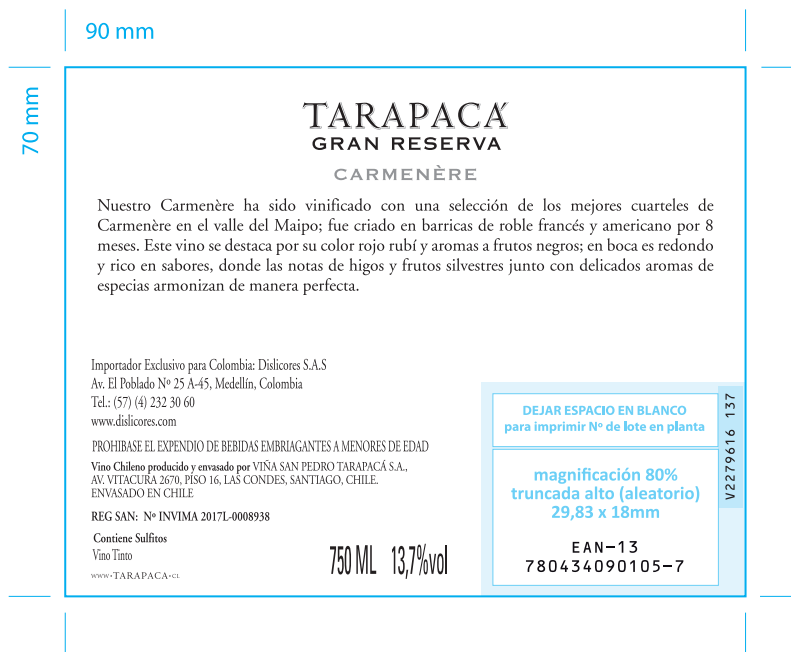 90 mm
70 mm
TARAPACÁ
GRAN RESERVA
CARMENÈRE
Nuestro Carmenère ha sido vinificado con una selección de los mejores cuarteles de
Carmenère en el valle del Maipo; fue criado en barricas de roble francés y americano por 8
meses. Este vino se destaca por su color rojo rubí y aromas a frutos negros; en boca es redondo
y rico en sabores, donde las notas de higos y frutos silvestres junto con delicados aromas de
especias armonizan de manera perfecta.
Importador Exclusivo para Colombia: Dislicores S.A.S
Av. El Poblado Nº 25 A-45, Medellín, Colombia
Tel.: (57) (4) 232 30 60
www.dislicores.com
PROHIBASE EL EXPENDIO DE BEBIDAS EMBRIAGANTES A MENORES DE EDAD
Vino Chileno producido y envasado por VIÑA SAN PEDRO TARAPACÁ S.A.,
AV. VITACURA 2670, PISO 16, LAS CONDES, SANTIAGO, CHILE.
ENVASADO EN CHILE
REG SAN: Nº INVIMA 2017L-0008938
Contiene Sulfitos
Vino Tinto
WWW•TARAPACA•CL
750 ML 13,7%vol
DEJAR ESPACIO EN BLANCO
para imprimir Nº de lote en planta
magnificación 80%
truncada alto (aleatorio)
29,83 x 18mm
EAN-13
780434090105-7
V2279616 137